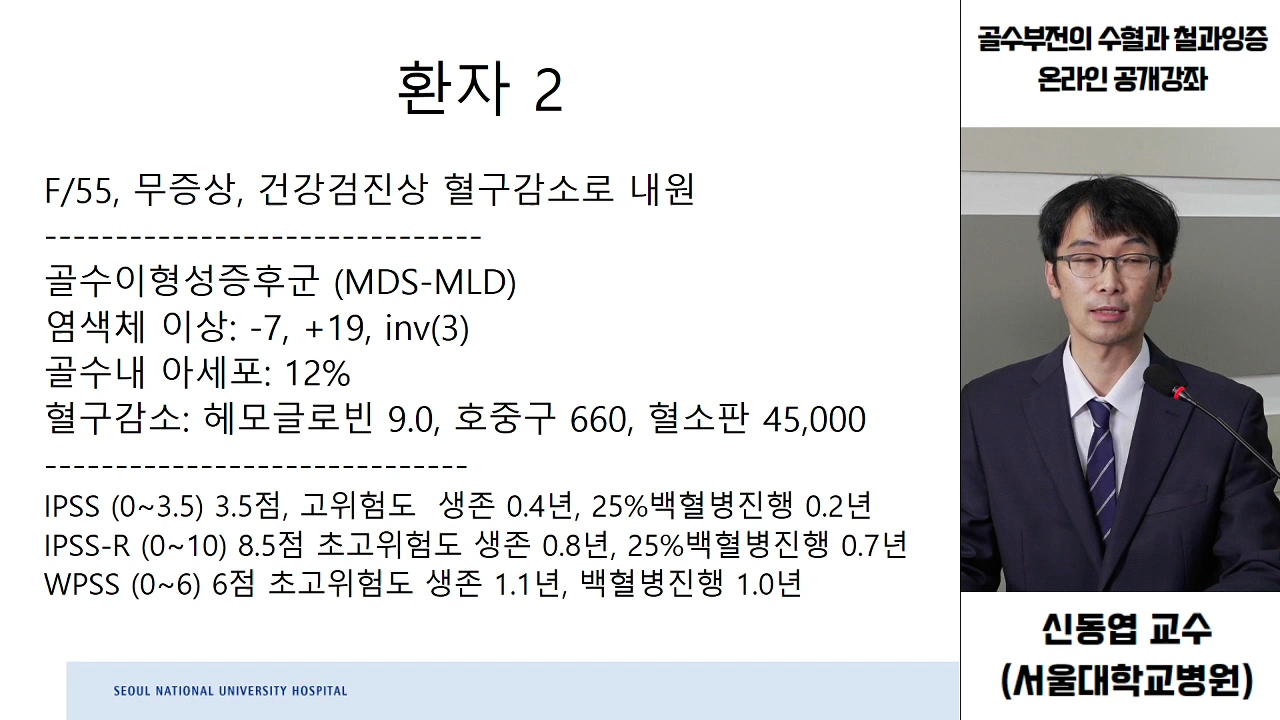 환자 2
F/55, 무증상, 건강검진상 혈구감소로 내원
-------------------------------
골수이형성증후군 (MDS-MLD)
염색체 이상: -7, +19, inv(3)
골수내 아세포: 12%
혈구감소: 헤모글로빈 9.0, 호중구 660, 혈소판 45,000
------------------------------
IPSS (0~3.5) 3.5점, 고위험도 생존 0.4년, 25%백혈병진행 0.2년
IPSS-R (0~10) 8.5점 초고위험도 생존 0.8년, 25%백혈병진행 0.7년
WPSS (0~6) 6점 초고위험도 생존 1.1년, 백혈병진행 1.0년
SEOUL NATIONAL UNIVERSITY HOSPITAL
골수부전의 수혈과 철과잉증
온라인 공개강좌
신동엽 교수
(서울대학교병원)